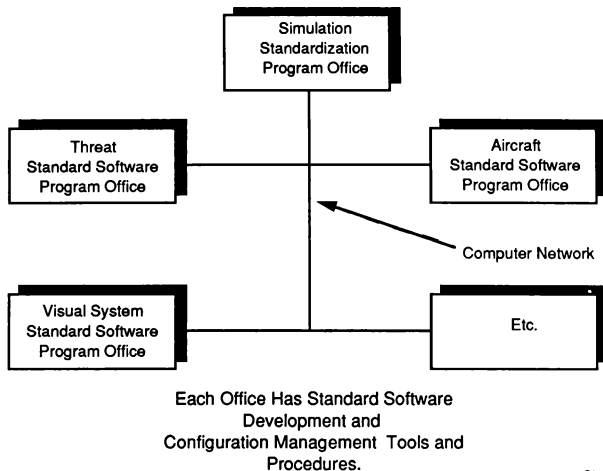 Simulation
Standardization
Program Office
Threat
Standard Software
Program Office
Aircraft
Standard Software
Program Office
Computer Network
Visual System
Standard Software
Program Office
Etc.
Each Office Has Standard Software
Development and
Configuration Management Tools and
Procedures.